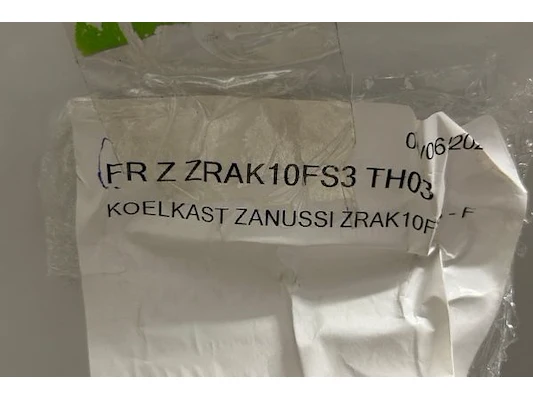 FR Z ZRAK10FS3 TH03
KOELKAST ZANUSSI ZRAK10F